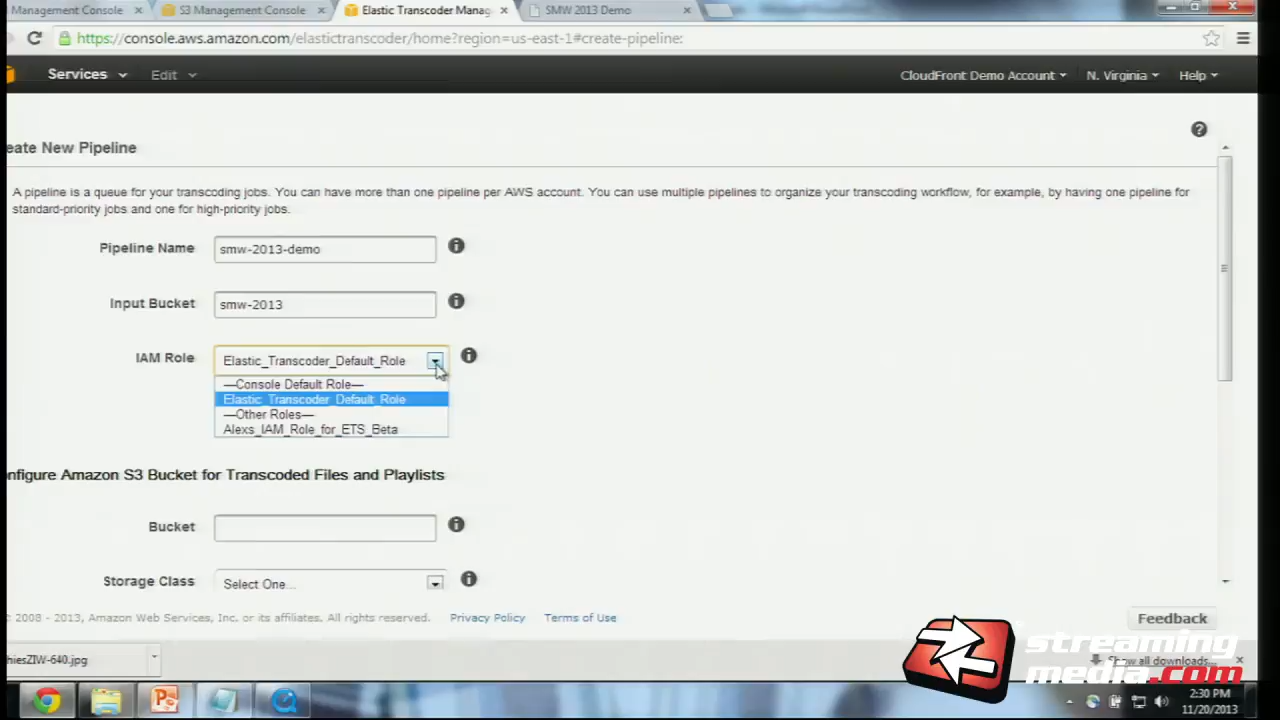 Management Console
S3 Management Console
Elastic Transcoder Manag
SMW 2013 Demo
https://console.aws.amazon.com/elastictranscoder/home?region=us-east-1#create-pipeline:
Services
Edit
CloudFront Demo Account
N. Virginia
Help
eate New Pipeline
A pipeline is a queue for your transcoding jobs. You can have more than one pipeline per AWS account. You can use multiple pipelines to organize your transcoding workflow, for example, by having one pipeline for
standard-priority jobs and one for high-priority jobs.
Pipeline Name
smw-2013-demo
Input Bucket
smw-2013
IAM Role
Elastic_Transcoder_Default_Role
—Console Default Role—
Elastic_Transcoder_Default_Role
—Other Roles—
Alexs_IAM_Role_for_ETS_Beta
nfigure Amazon S3 Bucket for Transcoded Files and Playlists
Bucket
Storage Class
Select One...
© 2008 - 2013, Amazon Web Services, Inc. or its affiliates. All rights reserved.
Privacy Policy
Terms of Use
Feedback
hiesZIW-640.jpg
Show all downloads...
streaming
media.com
2:30 PM
11/20/2013